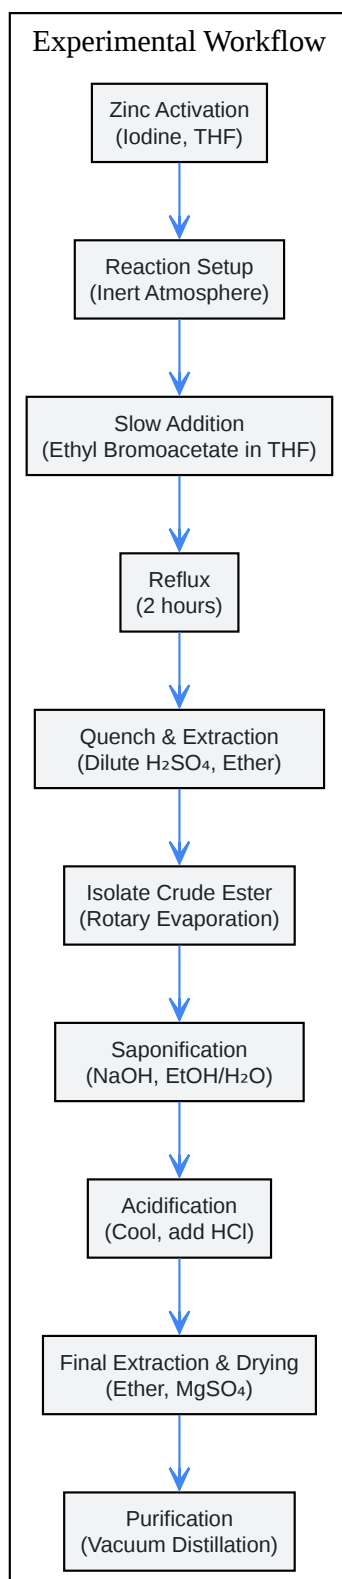 Experimental Workflow
Zinc Activation
(Iodine, THF)
Reaction Setup
(Inert Atmosphere)
Slow Addition
(Ethyl Bromoacetate in THF)
Reflux
(2 hours)
Quench & Extraction
(Dilute H₂SO₄, Ether)
Isolate Crude Ester
(Rotary Evaporation)
Saponification
(NaOH, EtOH/H₂O)
Acidification
(Cool, add HCl)
Final Extraction & Drying
(Ether, MgSO₄)
Purification
(Vacuum Distillation)